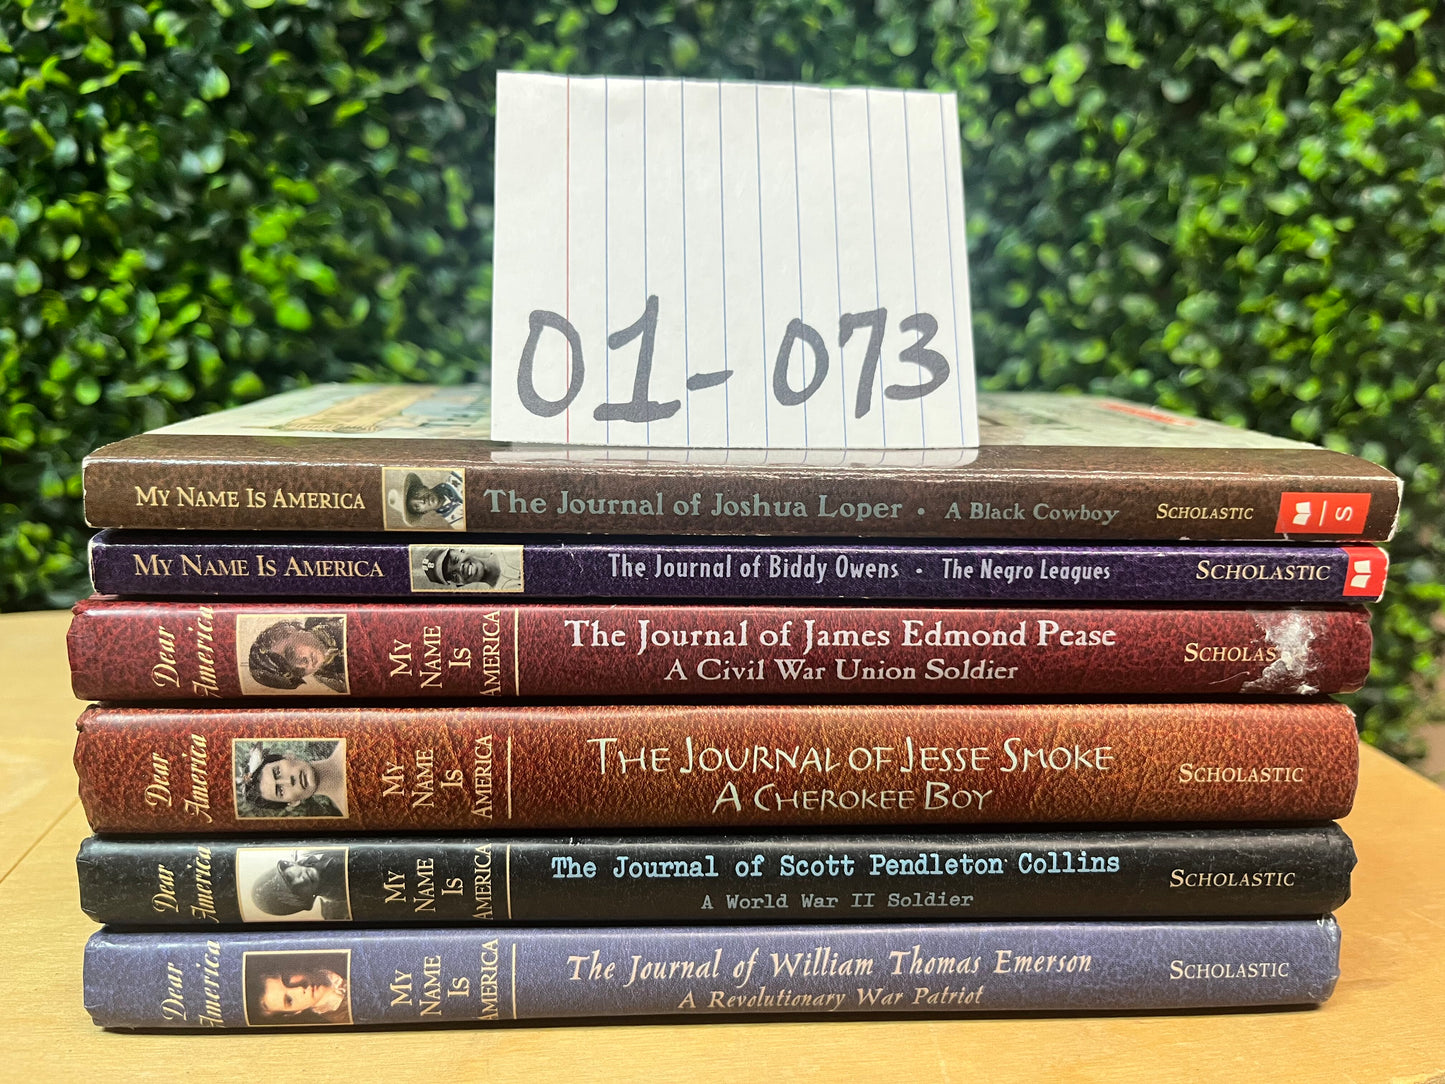 01-073
MY NAME IS AMERICA The Journal of Joshua Loper • A Black Cowboy SCHOLASTIC S
MY NAME IS AMERICA The Journal of Biddy Owens • The Negro Leagues SCHOLASTIC
Dear
America
MY
NAME
IS
AMERICA
The Journal of James Edmond Pease
A Civil War Union Soldier
SCHOLAS
Dear
America
MY
NAME
IS
AMERICA
THE JOURNAL OF JESSE SMOKE
A CHEROKEE BOY
SCHOLASTIC
Dear
America
MY
NAME
IS
AMERICA
The Journal of Scott Pendleton Collins
A World War II Soldier
SCHOLASTIC
Dear
America
MY
NAME
IS
AMERICA
The Journal of William Thomas Emerson
A Revolutionary War Patriot
SCHOLASTIC